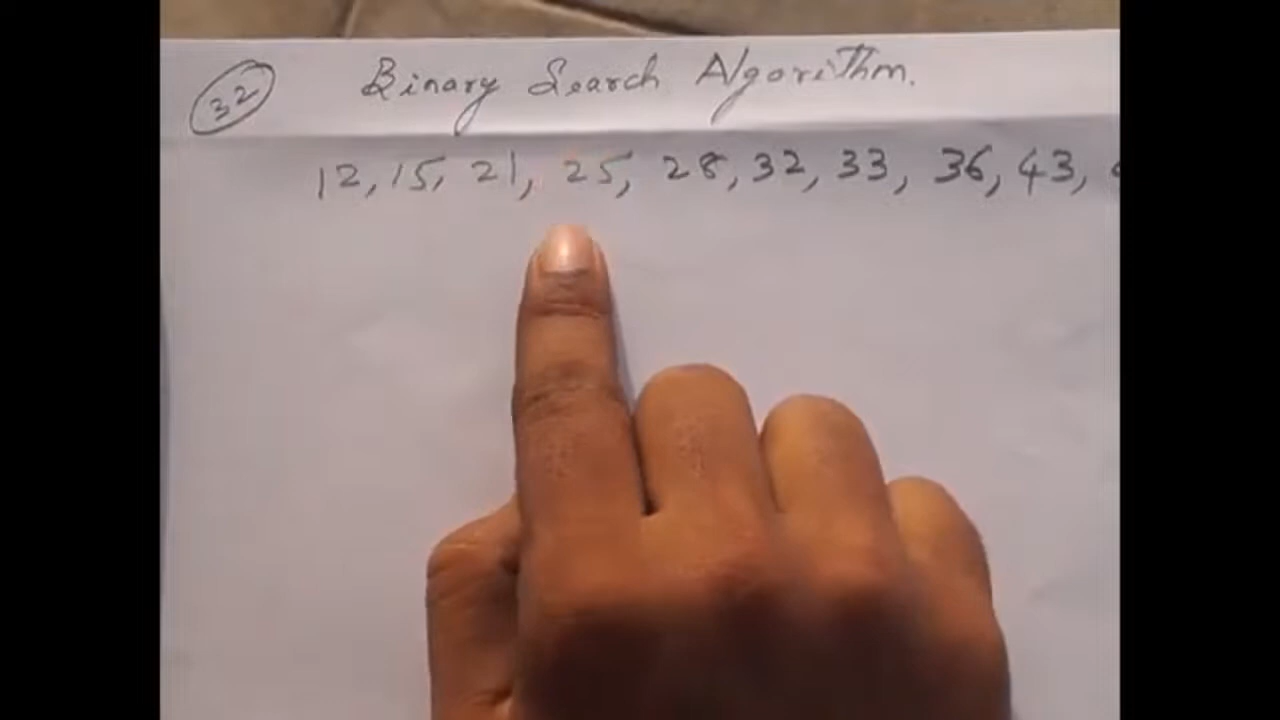 32
Binary Search Algorithm.
12, 15, 21, 25, 28, 32, 33, 36, 43,